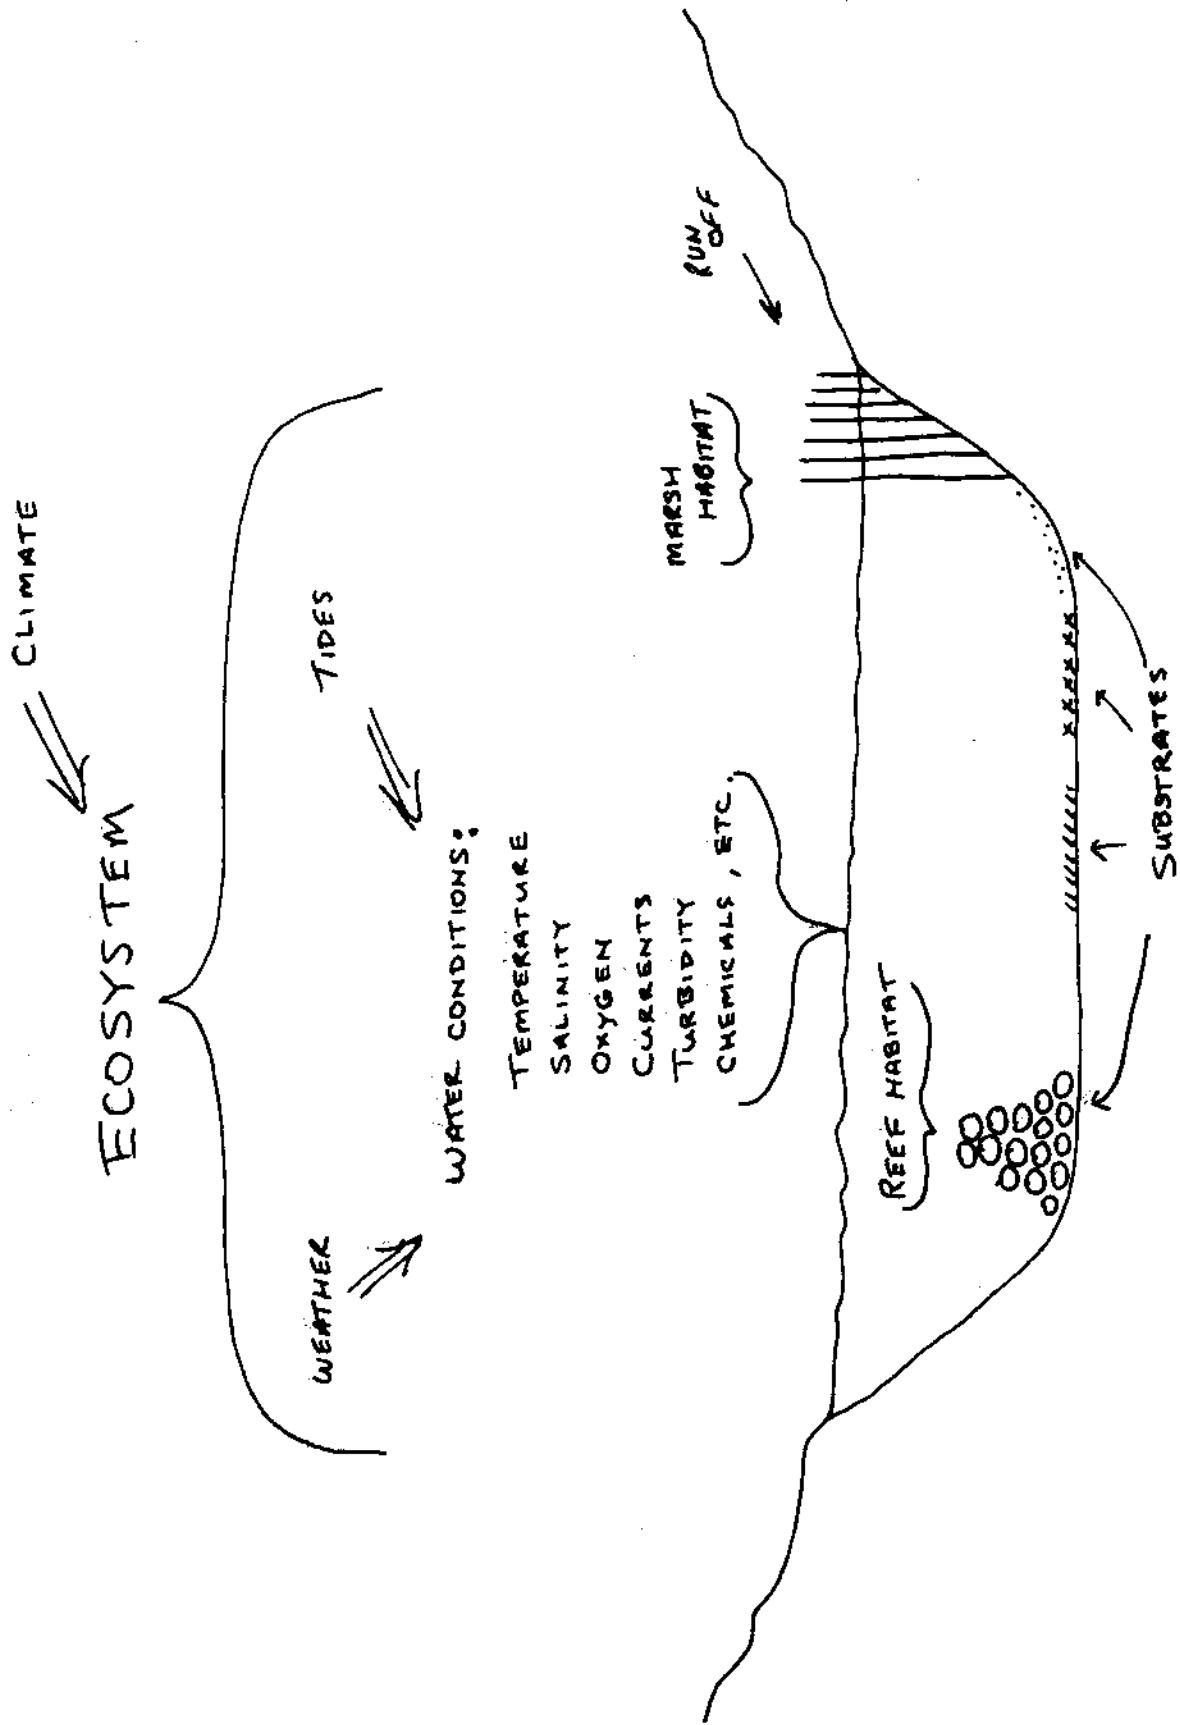 CLIMATE
ECOSYSTEM
WEATHER
TIDES
WATER CONDITIONS:
TEMPERATURE
SALINITY
OXYGEN
CURRENTS
TURBIDITY
CHEMICALS, ETC.
MARSH
HABITAT
RUN
OFF
REEF HABITAT
SUBSTRATES